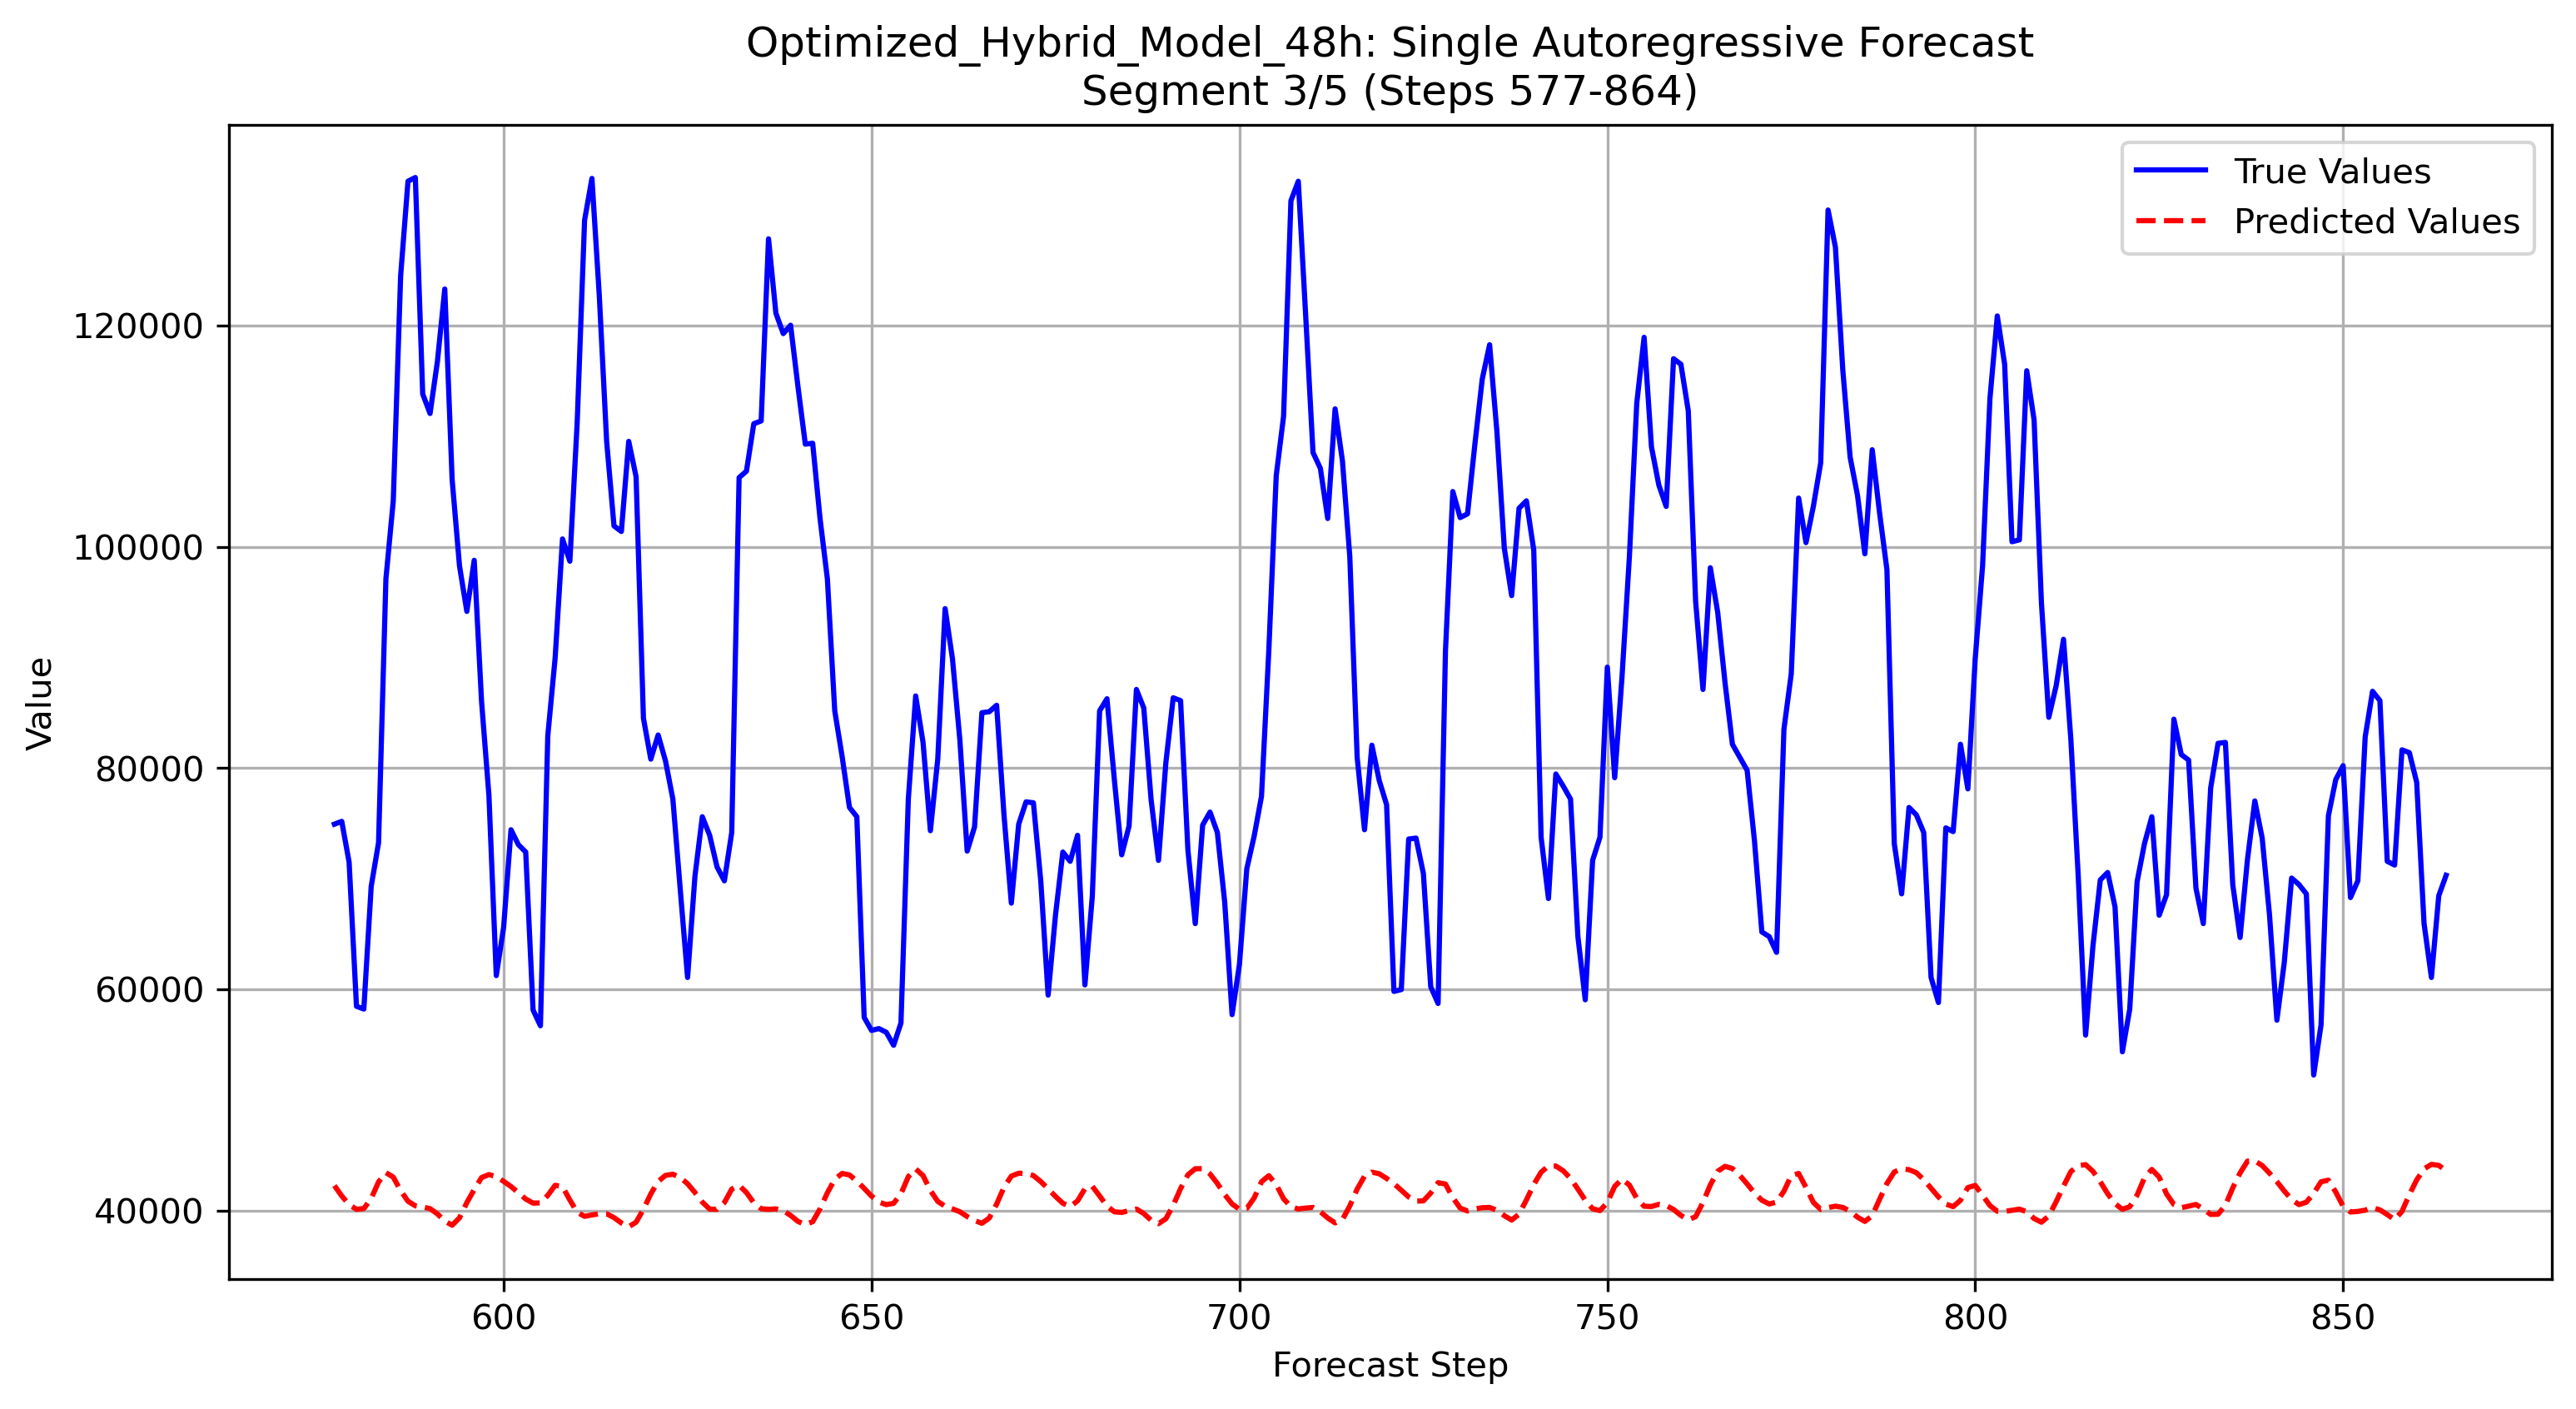 Optimized_Hybrid_Model_48h: Single Autoregressive Forecast
Segment 3/5 (Steps 577-864)
True Values
Predicted Values
120000
100000
80000
60000
40000
Value
600
650
700
750
800
850
Forecast Step